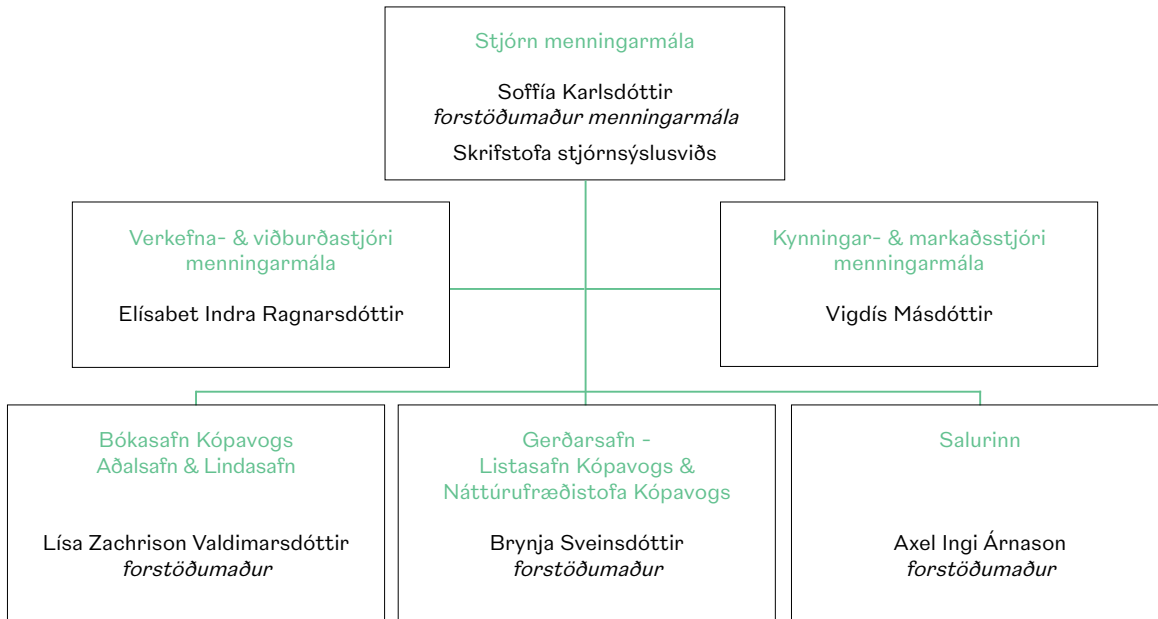 Stjórn menningarmála
Soffía Karlsdóttir
forstöðumaður menningarmála
Skrifstofa stjórnsýslusviðs
Verkefna- & viðburðastjóri
menningarmála
Elísabet Indra Ragnarsdóttir
Kynningar- & markaðsstjóri
menningarmála
Vigdís Másdóttir
Bókasafn Kópavogs
Aðalsafn & Lindasafn
Lísa Zachrison Valdimarsdóttir
forstöðumaður
Gerðarsafn -
Listasafn Kópavogs &
Náttúrufræðistofa Kópavogs
Brynja Sveinsdóttir
forstöðumaður
Salurinn
Axel Ingi Árnason
forstöðumaður